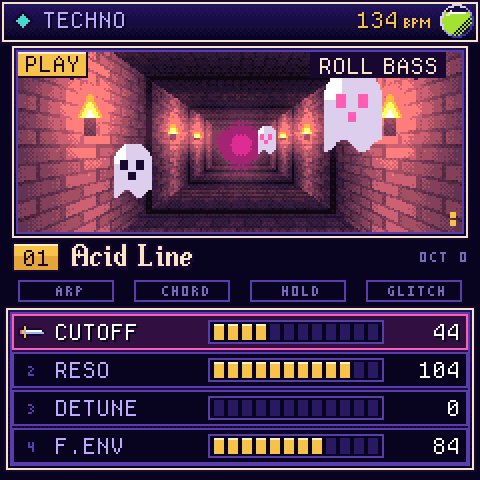 TECHNO 134 BPM
PLAY ROLL BASS
01 Acid Line OCT 0
ARP CHORD HOLD GLITCH
CUTOFF 44
2 RESO 104
3 DETUNE 0
4 F.ENV 84